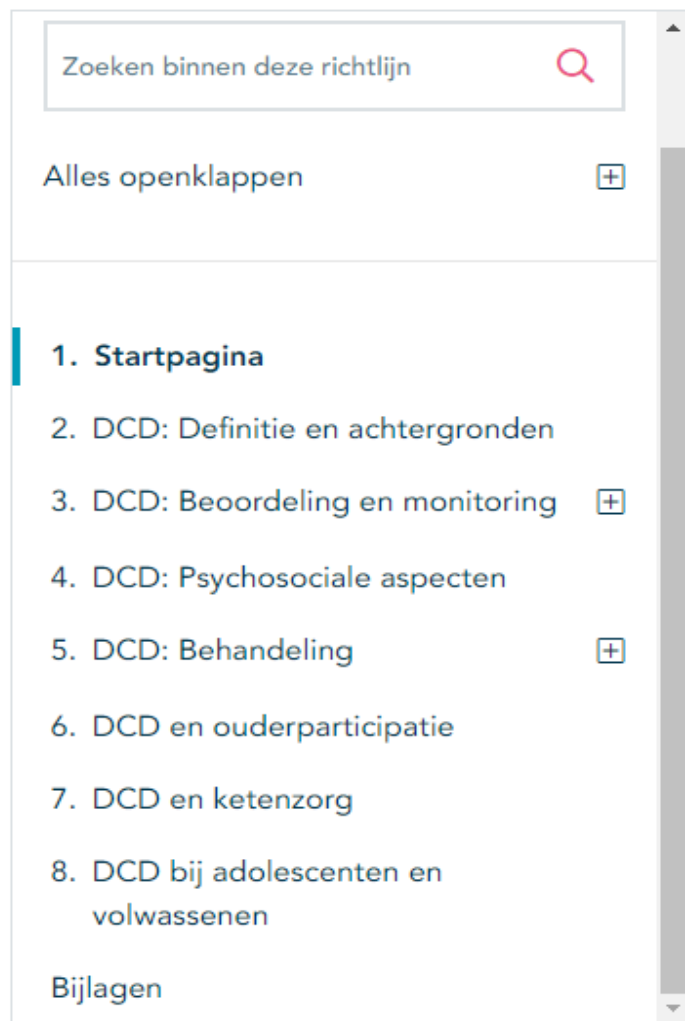 Zoeken binnen deze richtlijn
Alles openklappen
1. Startpagina
2. DCD: Definitie en achtergronden
3. DCD: Beoordeling en monitoring
4. DCD: Psychosociale aspecten
5. DCD: Behandeling
6. DCD en ouderparticipatie
7. DCD en ketenzorg
8. DCD bij adolescenten en
volwassenen
Bijlagen